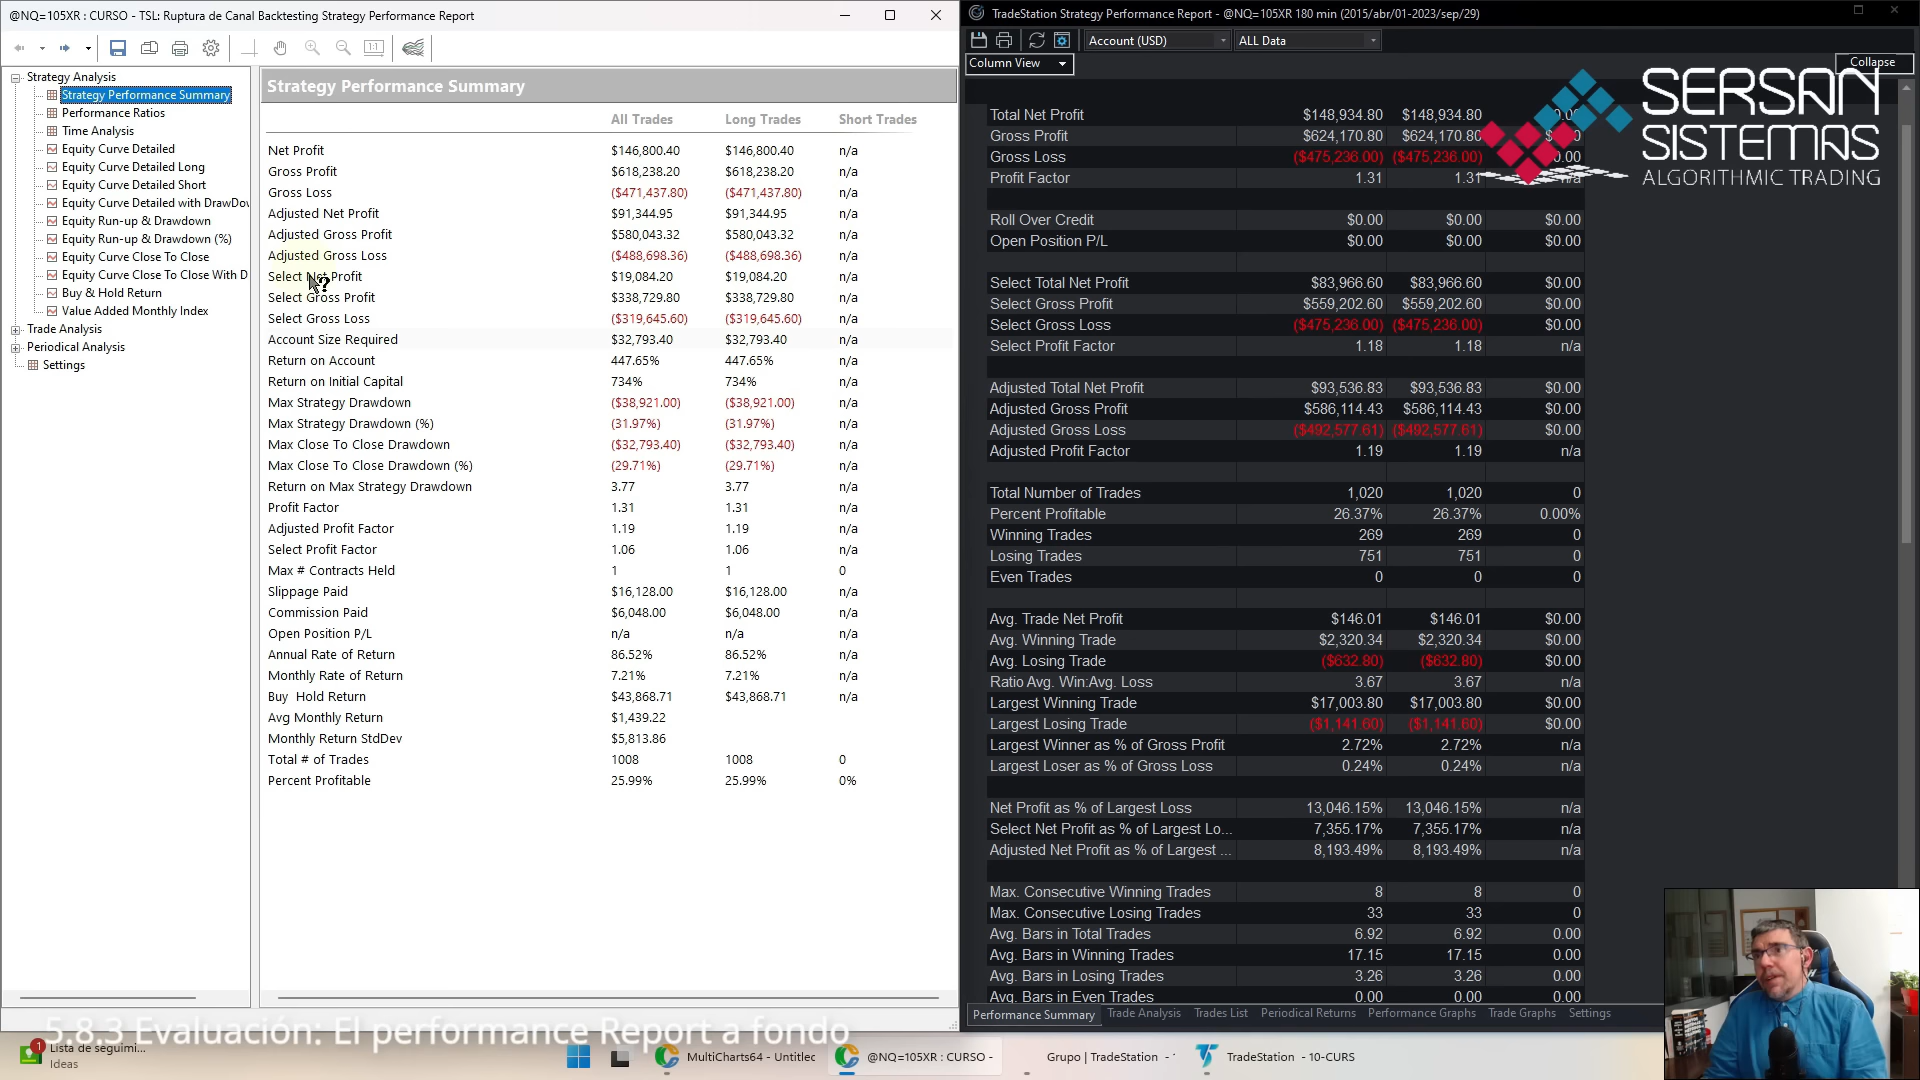 @NQ=105XR : CURSO - TSL: Ruptura de Canal Backtesting Strategy Performance Report
Strategy Analysis
Strategy Performance Summary
Performance Ratios
Time Analysis
Equity Curve Detailed
Equity Curve Detailed Long
Equity Curve Detailed Short
Equity Curve Detailed with DrawDov
Equity Run-up & Drawdown
Equity Run-up & Drawdown (%)
Equity Curve Close To Close
Equity Curve Close To Close With D
Buy & Hold Return
Value Added Monthly Index
Trade Analysis
Periodical Analysis
Settings
Strategy Performance Summary
All Trades Long Trades Short Trades
Net Profit $146,800.40 $146,800.40 n/a
Gross Profit $618,238.20 $618,238.20 n/a
Gross Loss ($471,437.80) ($471,437.80) n/a
Adjusted Net Profit $91,344.95 $91,344.95 n/a
Adjusted Gross Profit $580,043.32 $580,043.32 n/a
Adjusted Gross Loss ($488,698.36) ($488,698.36) n/a
Select Net Profit $19,084.20 $19,084.20 n/a
Select Gross Profit $338,729.80 $338,729.80 n/a
Select Gross Loss ($319,645.60) ($319,645.60) n/a
Account Size Required $32,793.40 $32,793.40 n/a
Return on Account 447.65% 447.65% n/a
Return on Initial Capital 734% 734% n/a
Max Strategy Drawdown ($38,921.00) ($38,921.00) n/a
Max Strategy Drawdown (%) (31.97%) (31.97%) n/a
Max Close To Close Drawdown ($32,793.40) ($32,793.40) n/a
Max Close To Close Drawdown (%) (29.71%) (29.71%) n/a
Return on Max Strategy Drawdown 3.77 3.77 n/a
Profit Factor 1.31 1.31 n/a
Adjusted Profit Factor 1.19 1.19 n/a
Select Profit Factor 1.06 1.06 n/a
Max # Contracts Held 1 1 0
Slippage Paid $16,128.00 $16,128.00 n/a
Commission Paid $6,048.00 $6,048.00 n/a
Open Position P/L n/a n/a n/a
Annual Rate of Return 86.52% 86.52% n/a
Monthly Rate of Return 7.21% 7.21% n/a
Buy Hold Return $43,868.71 $43,868.71 n/a
Avg Monthly Return $1,439.22
Monthly Return StdDev $5,813.86
Total # of Trades 1008 1008 0
Percent Profitable 25.99% 25.99% 0%
TradeStation Strategy Performance Report - @NQ=105XR 180 min (2015/abr/01-2023/sep/29)
Account (USD) ALL Data
Column View Collapse
SERSAN
SISTEMAS
ALGORITHMIC TRADING
Total Net Profit $148,934.80 $148,934.80
Gross Profit $624,170.80 $624,170.80
Gross Loss ($475,236.00) ($475,236.00)
Profit Factor 1.31 1.31 n/a
Roll Over Credit $0.00 $0.00 $0.00
Open Position P/L $0.00 $0.00 $0.00
Select Total Net Profit $83,966.60 $83,966.60 $0.00
Select Gross Profit $559,202.60 $559,202.60 $0.00
Select Gross Loss ($475,236.00) ($475,236.00) $0.00
Select Profit Factor 1.18 1.18 n/a
Adjusted Total Net Profit $93,536.83 $93,536.83 $0.00
Adjusted Gross Profit $586,114.43 $586,114.43 $0.00
Adjusted Gross Loss ($492,577.61) ($492,577.61) $0.00
Adjusted Profit Factor 1.19 1.19 n/a
Total Number of Trades 1,020 1,020 0
Percent Profitable 26.37% 26.37% 0.00%
Winning Trades 269 269 0
Losing Trades 751 751 0
Even Trades 0 0 0
Avg. Trade Net Profit $146.01 $146.01 $0.00
Avg. Winning Trade $2,320.34 $2,320.34 $0.00
Avg. Losing Trade ($632.80) ($632.80) $0.00
Ratio Avg. Win:Avg. Loss 3.67 3.67 n/a
Largest Winning Trade $17,003.80 $17,003.80 $0.00
Largest Losing Trade ($1,141.60) ($1,141.60) $0.00
Largest Winner as % of Gross Profit 2.72% 2.72% n/a
Largest Loser as % of Gross Loss 0.24% 0.24% n/a
Net Profit as % of Largest Loss 13,046.15% 13,046.15% n/a
Select Net Profit as % of Largest Lo... 7,355.17% 7,355.17% n/a
Adjusted Net Profit as % of Largest ... 8,193.49% 8,193.49% n/a
Max. Consecutive Winning Trades 8 8 0
Max. Consecutive Losing Trades 33 33 0
Avg. Bars in Total Trades 6.92 6.92 0.00
Avg. Bars in Winning Trades 17.15 17.15 0.00
Avg. Bars in Losing Trades 3.26 3.26 0.00
Avg. Bars in Even Trades 0.00 0.00 0.00
Performance Summary Trade Analysis Trades List Periodical Returns Performance Graphs Trade Graphs Settings
5.8.3 Evaluación: El performance Report a fondo
1 Lista de seguimi...
Ideas
MultiCharts64 - Untitlec
@NQ=105XR : CURSO -
Grupo | TradeStation -
TradeStation - 10-CURS